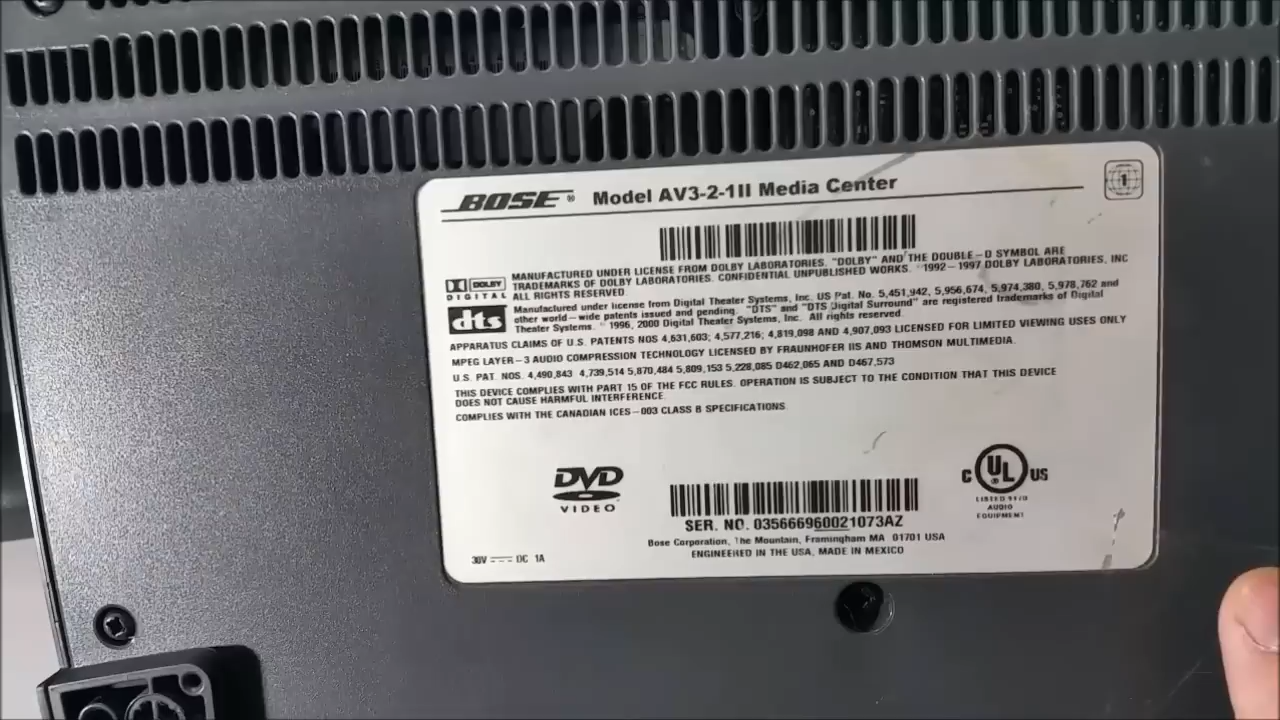 BOSE® Model AV3-2-1II Media Center
1
MANUFACTURED UNDER LICENSE FROM DOLBY LABORATORIES. "DOLBY" AND THE DOUBLE-D SYMBOL ARE
TRADEMARKS OF DOLBY LABORATORIES. CONFIDENTIAL UNPUBLISHED WORKS. 1992-1997 DOLBY LABORATORIES, INC
ALL RIGHTS RESERVED.
DOLBY
DIGITAL
Manufactured under license from Digital Theater Systems, Inc. US Pat. No. 5,451,942, 5,956,674, 5,974,380, 5,978,762 and
other world-wide patents issued and pending. "DTS" and "DTS Digital Surround" are registered trademarks of Digital
Theater Systems. 1996, 2000 Digital Theater Systems, Inc. All rights reserved.
dts
APPARATUS CLAIMS OF U.S. PATENTS NOS 4,631,603; 4,577,216; 4,819,098 AND 4,907,093 LICENSED FOR LIMITED VIEWING USES ONLY
MPEG LAYER-3 AUDIO COMPRESSION TECHNOLOGY LICENSED BY FRAUNHOFER IIS AND THOMSON MULTIMEDIA.
U.S. PAT. NOS. 4,490,843 4,739,514 5,870,484 5,809,153 5,228,085 D462,065 AND D467,573
THIS DEVICE COMPLIES WITH PART 15 OF THE FCC RULES. OPERATION IS SUBJECT TO THE CONDITION THAT THIS DEVICE
DOES NOT CAUSE HARMFUL INTERFERENCE.
COMPLIES WITH THE CANADIAN ICES-003 CLASS B SPECIFICATIONS.
DVD
VIDEO
C UL US
LISTED
AUDIO
EQUIPMENT
SER. NO. 035666960021073AZ
Bose Corporation, The Mountain, Framingham MA 01701 USA
ENGINEERED IN THE USA, MADE IN MEXICO
DC 1A